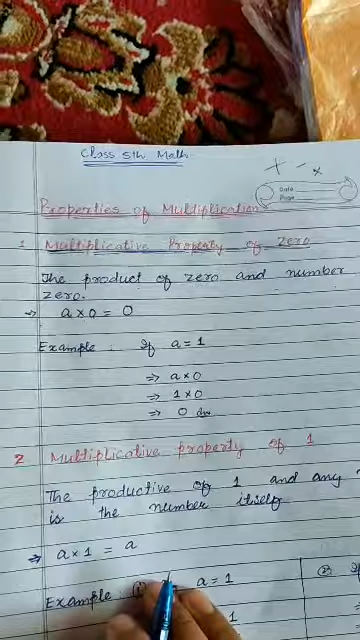 Class 5th Math
+ - ×
Date
Page
Properties of Multiplication
1 Multiplicative Property of Zero
The product of zero and number
zero.
⇒ a × 0 = 0
Example : If a = 1
⇒ a × 0
⇒ 1 × 0
⇒ 0 Ans
2 Multiplicative property of 1
The productive of 1 and any
is the number itself
⇒ a × 1 = a
Example : (1) a = 1
(2)
1